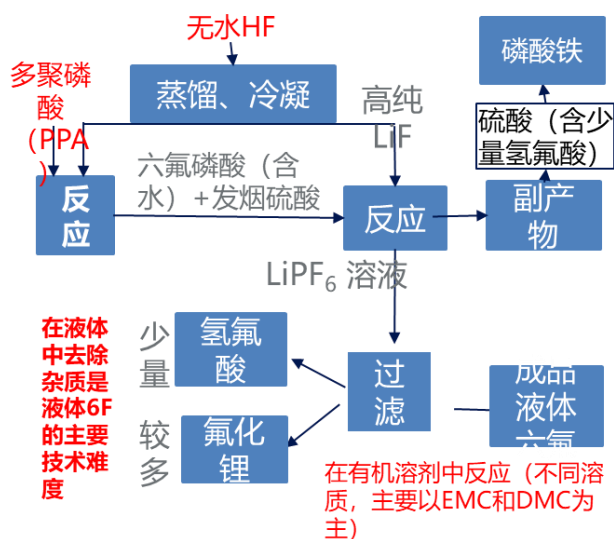 无水HF
磷酸铁
多聚磷
酸
(PPA
)
蒸馏、冷凝
高纯
LiF
硫酸（含少
量氢氟酸）
六氟磷酸（含
水）+发烟硫酸
反
应
反应
副产
物
LiPF₆ 溶液
在液体
中去除
杂质是
液体6F
的主要
技术难
度
少
量
氢氟
酸
过
滤
成品
液体
六氟
较
多
氟化
锂
在有机溶剂中反应（不同溶
质，主要以EMC和DMC为
主）